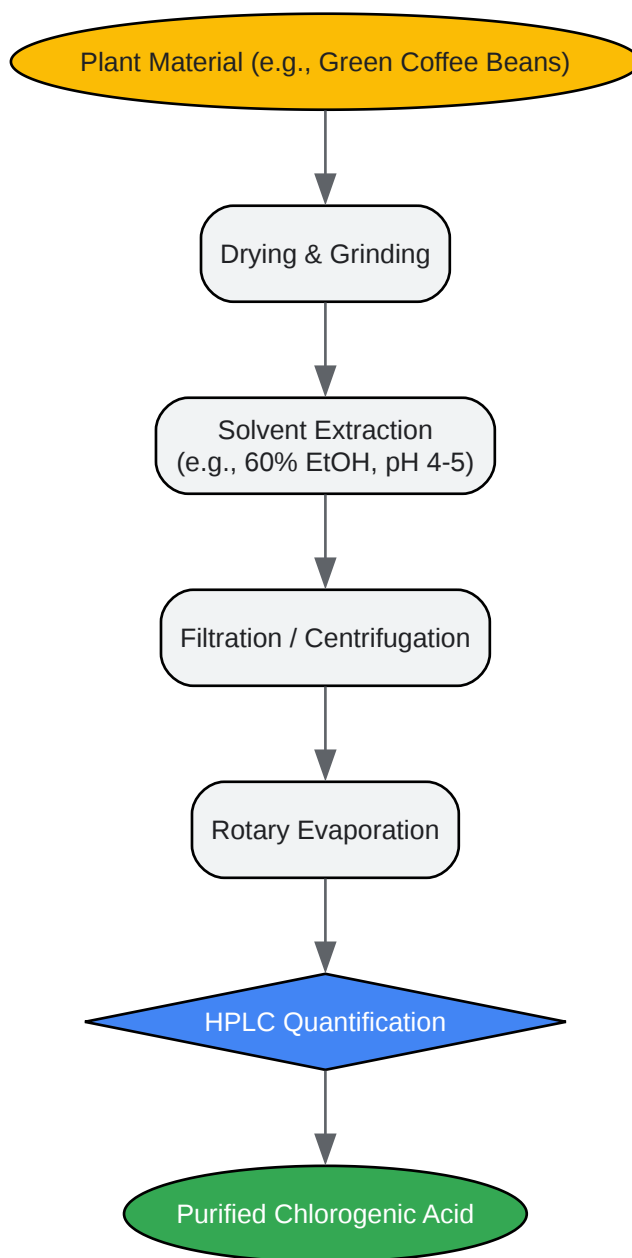 Plant Material (e.g., Green Coffee Beans)
Drying & Grinding
Solvent Extraction
(e.g., 60% EtOH, pH 4-5)
Filtration / Centrifugation
Rotary Evaporation
HPLC Quantification
Purified Chlorogenic Acid